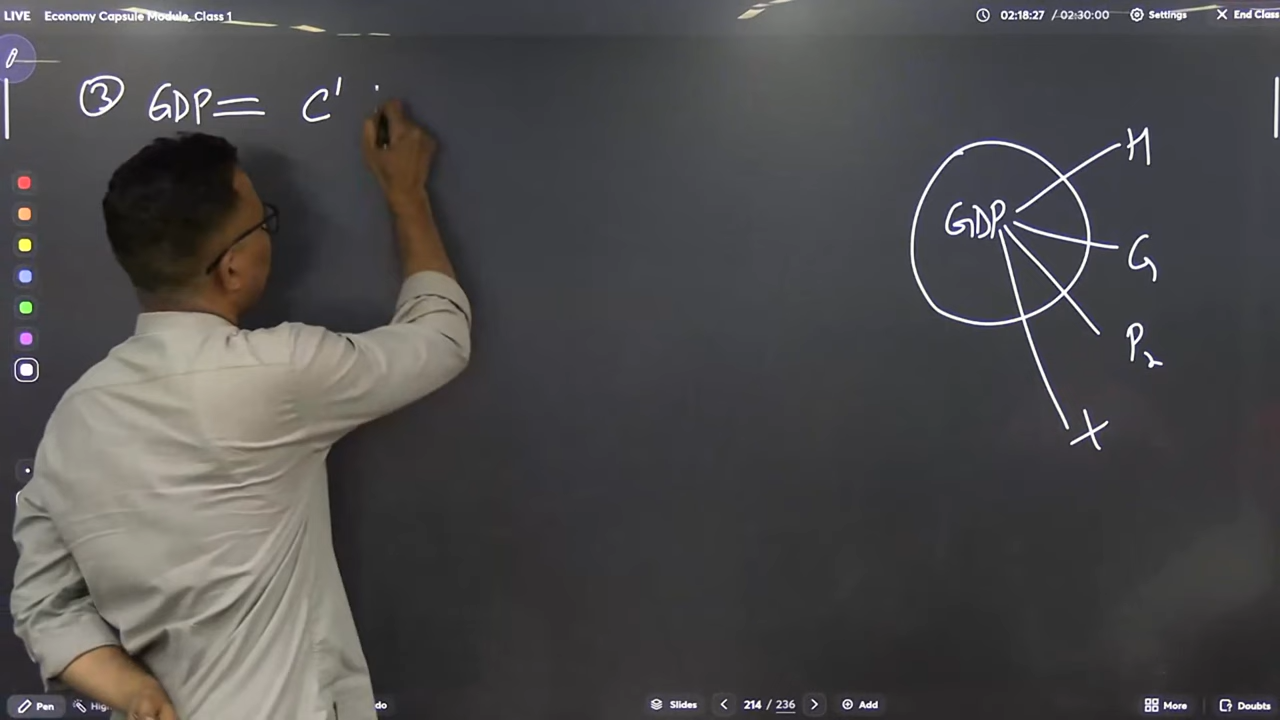 LIVE Economy Capsule Module, Class 1
02:18:27 / 02:30:00 Settings End Class
③ GDP = C'
GDP
H
G
P₂
X
Pen
Slides 214 / 236 Add
More Doubts